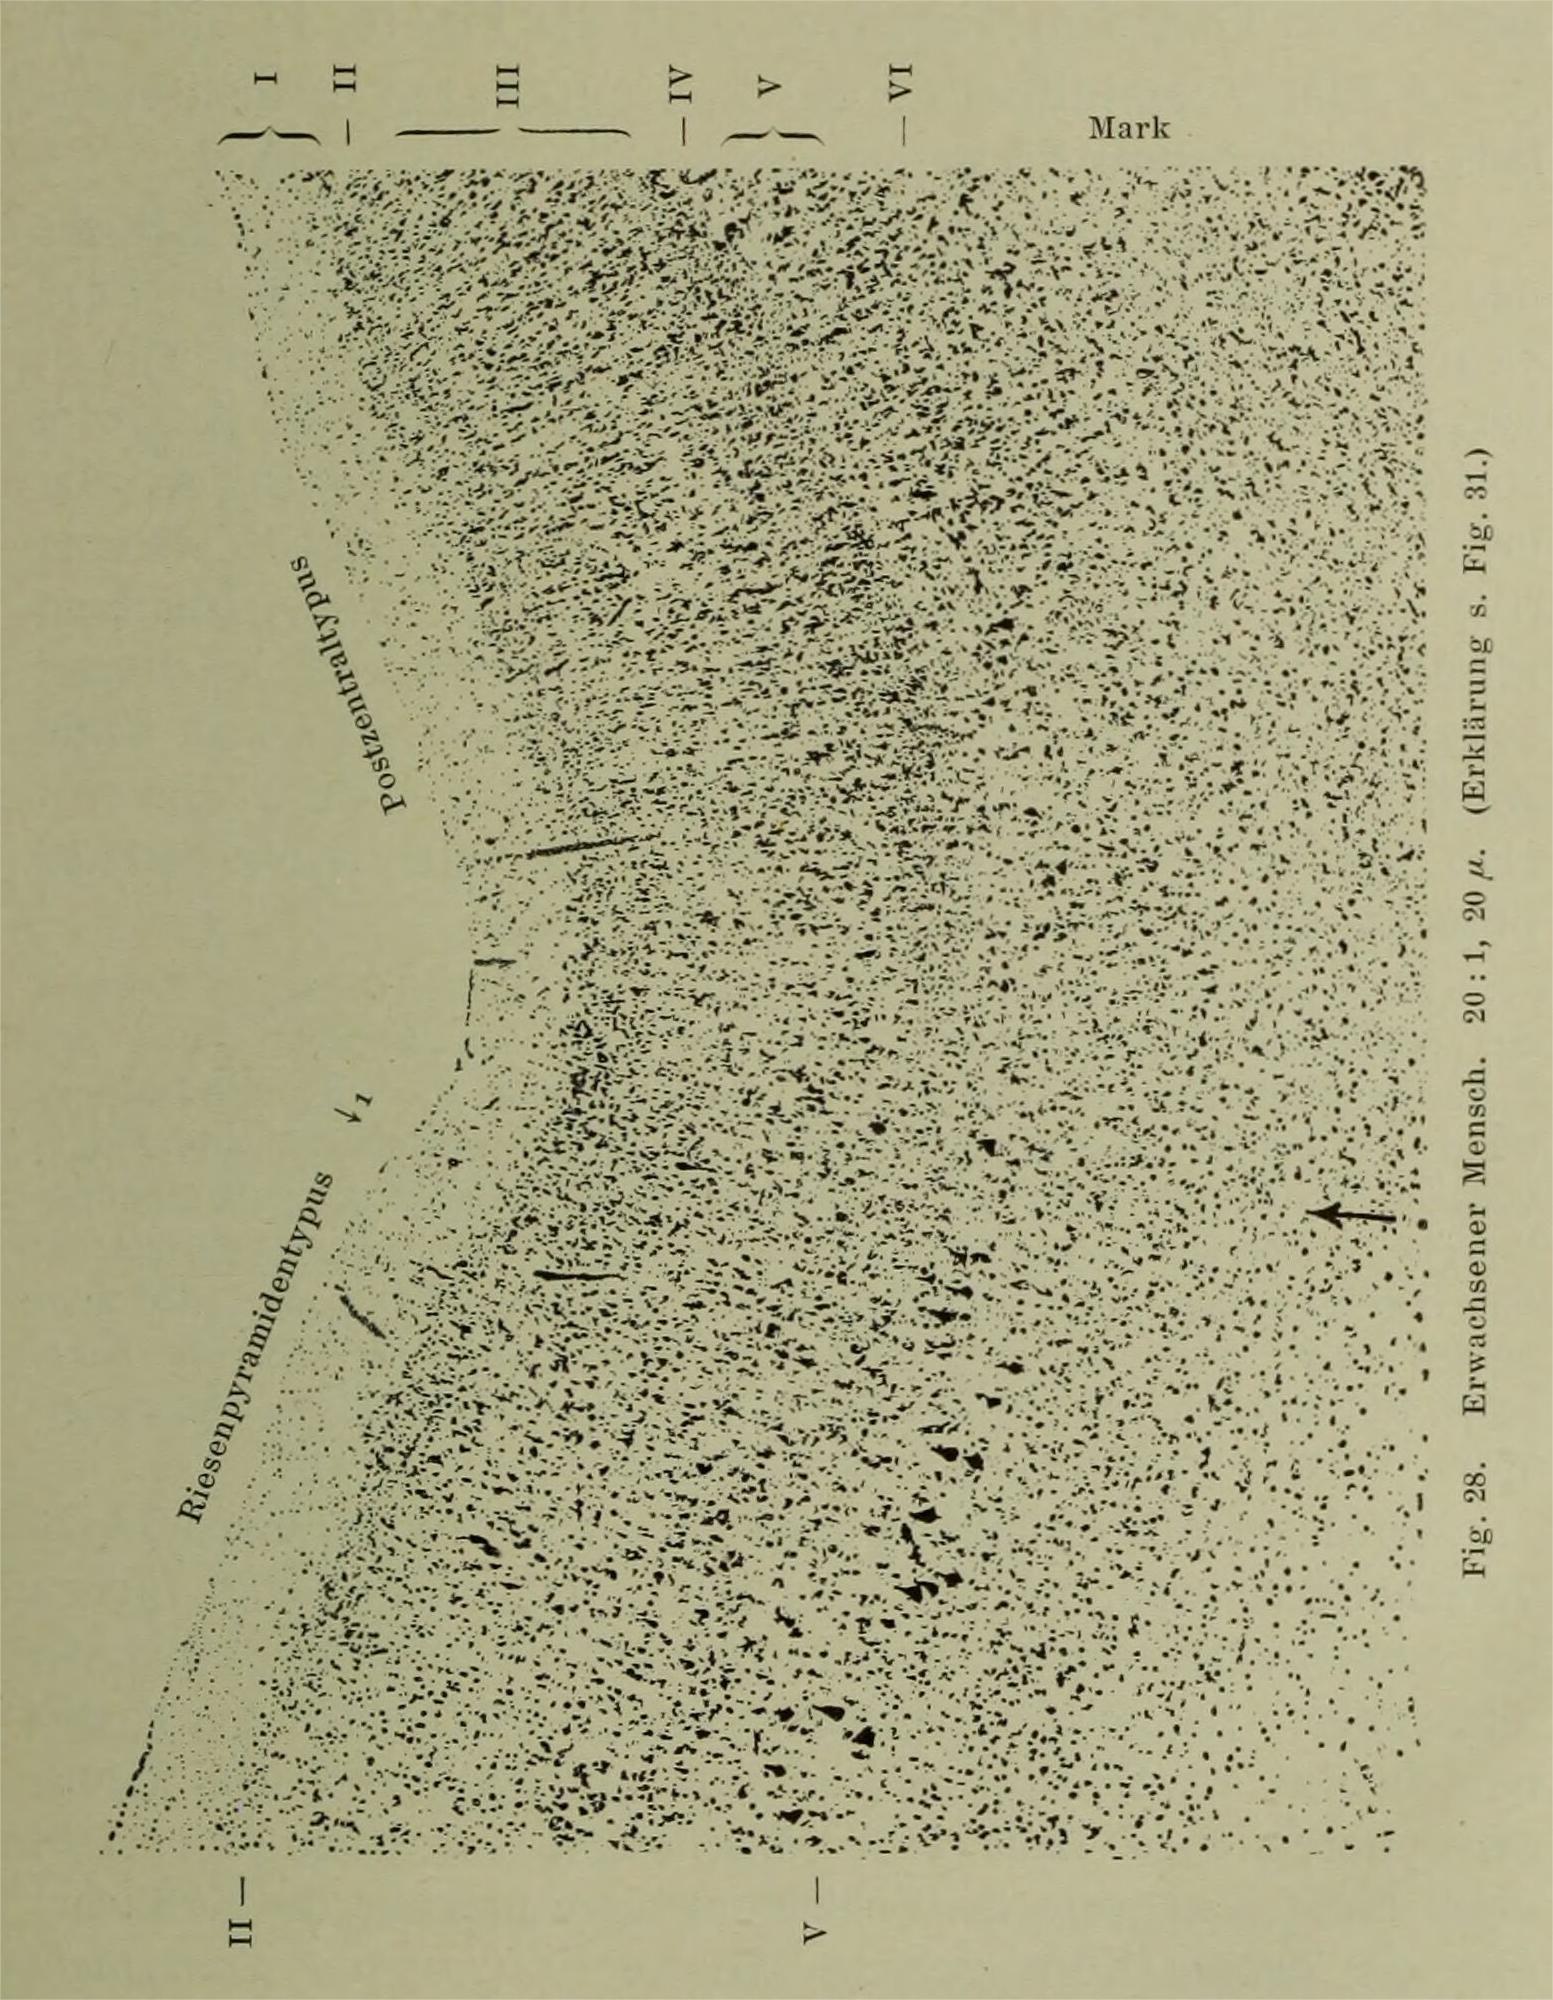 Riesenpyramidentypus
↓1
Postzentraltypus
II —
V —
I
— II
III
— IV
V
— VI
Mark
Fig. 28. Erwachsener Mensch. 20 : 1, 20 μ. (Erklärung s. Fig. 31.)